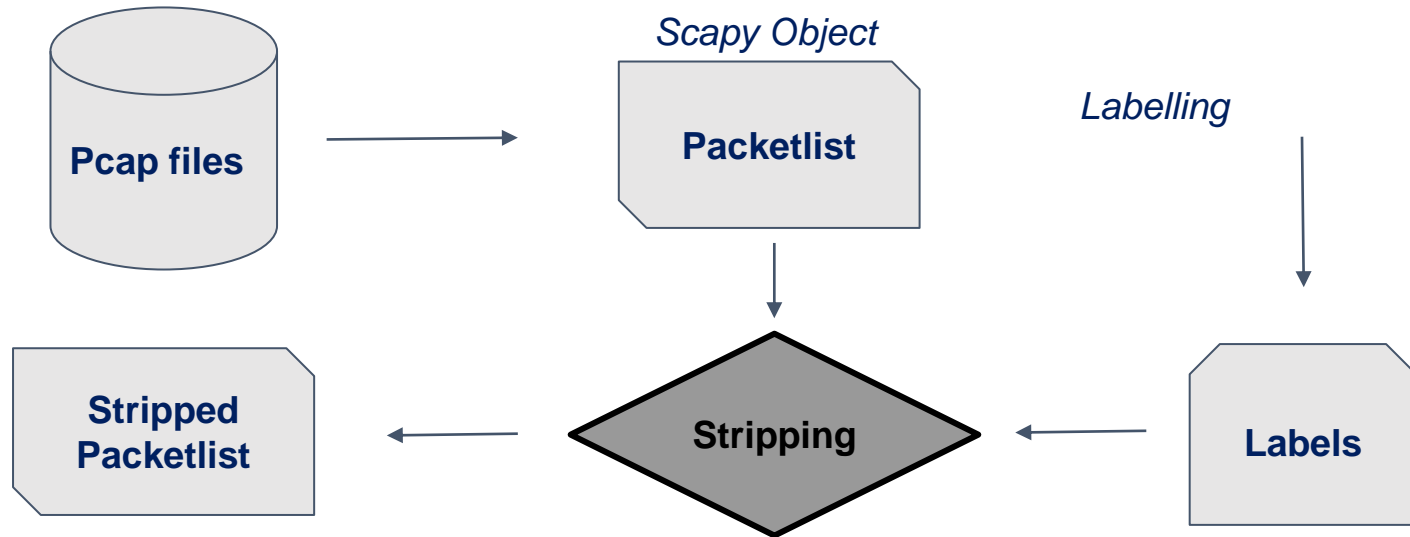 Scapy Object
Pcap files
Packetlist
Labelling
Stripped
Packetlist
Stripping
Labels